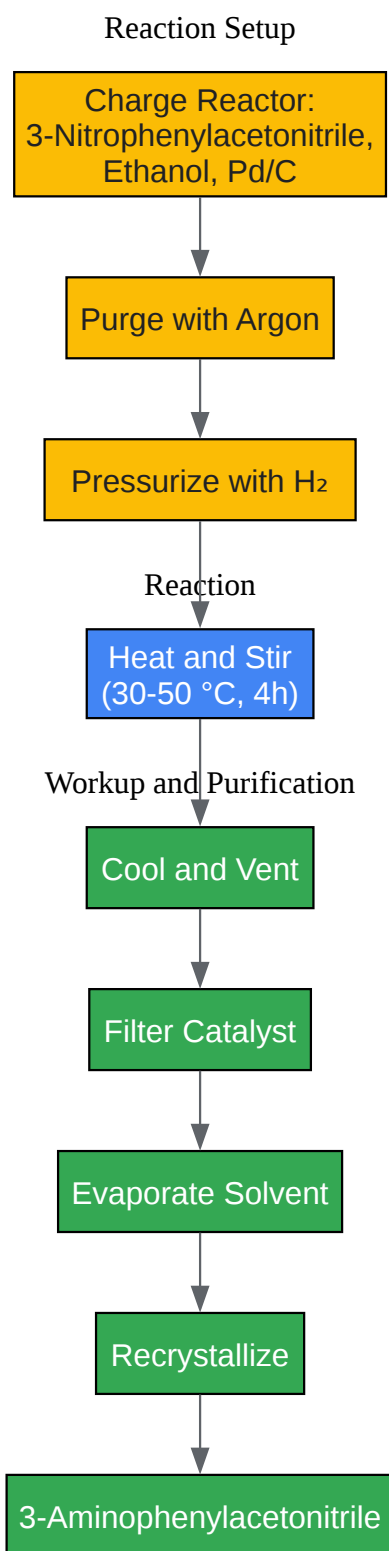 Reaction Setup
Charge Reactor:
3-Nitrophenylacetonitrile,
Ethanol, Pd/C
Purge with Argon
Pressurize with H₂
Reaction
Heat and Stir
(30-50 °C, 4h)
Workup and Purification
Cool and Vent
Filter Catalyst
Evaporate Solvent
Recrystallize
3-Aminophenylacetonitrile